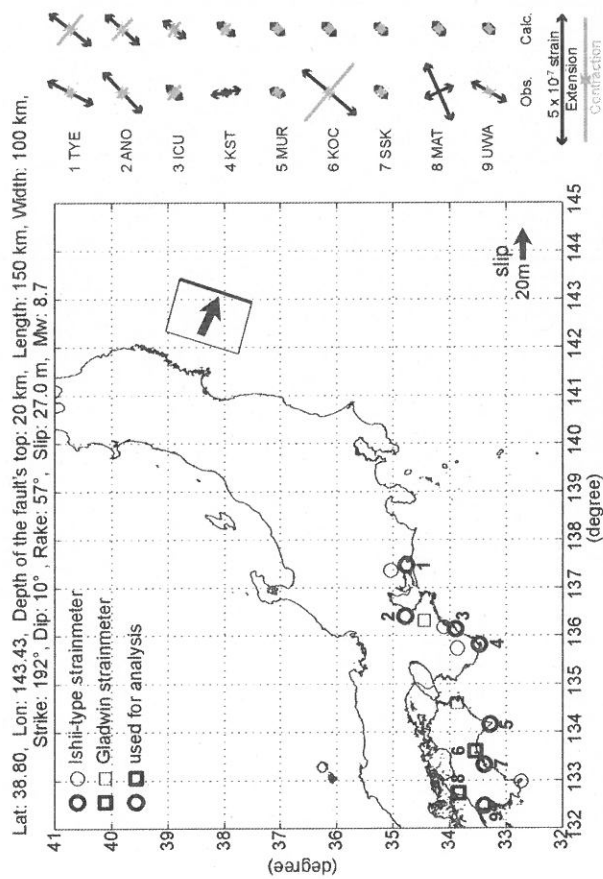 Lat: 38.80, Lon: 143.43, Depth of the fault's top: 20 km, Length: 150 km, Width: 100 km,
Strike: 192°, Dip: 10°, Rake: 57°, Slip: 27.0 m, Mw: 8.7
41
40
39
38
37
36
35
34
33
32
(degree)
Ishii-type strainmeter
Gladwin strainmeter
used for analysis
1
2
3
4
5
6
7
8
9
slip
20m
132
133
134
135
136
137
138
139
140
141
142
143
144
145
(degree)
1 TYE
2 ANO
3 ICU
4 KST
5 MUR
6 KOC
7 SSK
8 MAT
9 UWA
Obs. Calc.
5 x 10⁻⁷ strain
Extension
Contraction